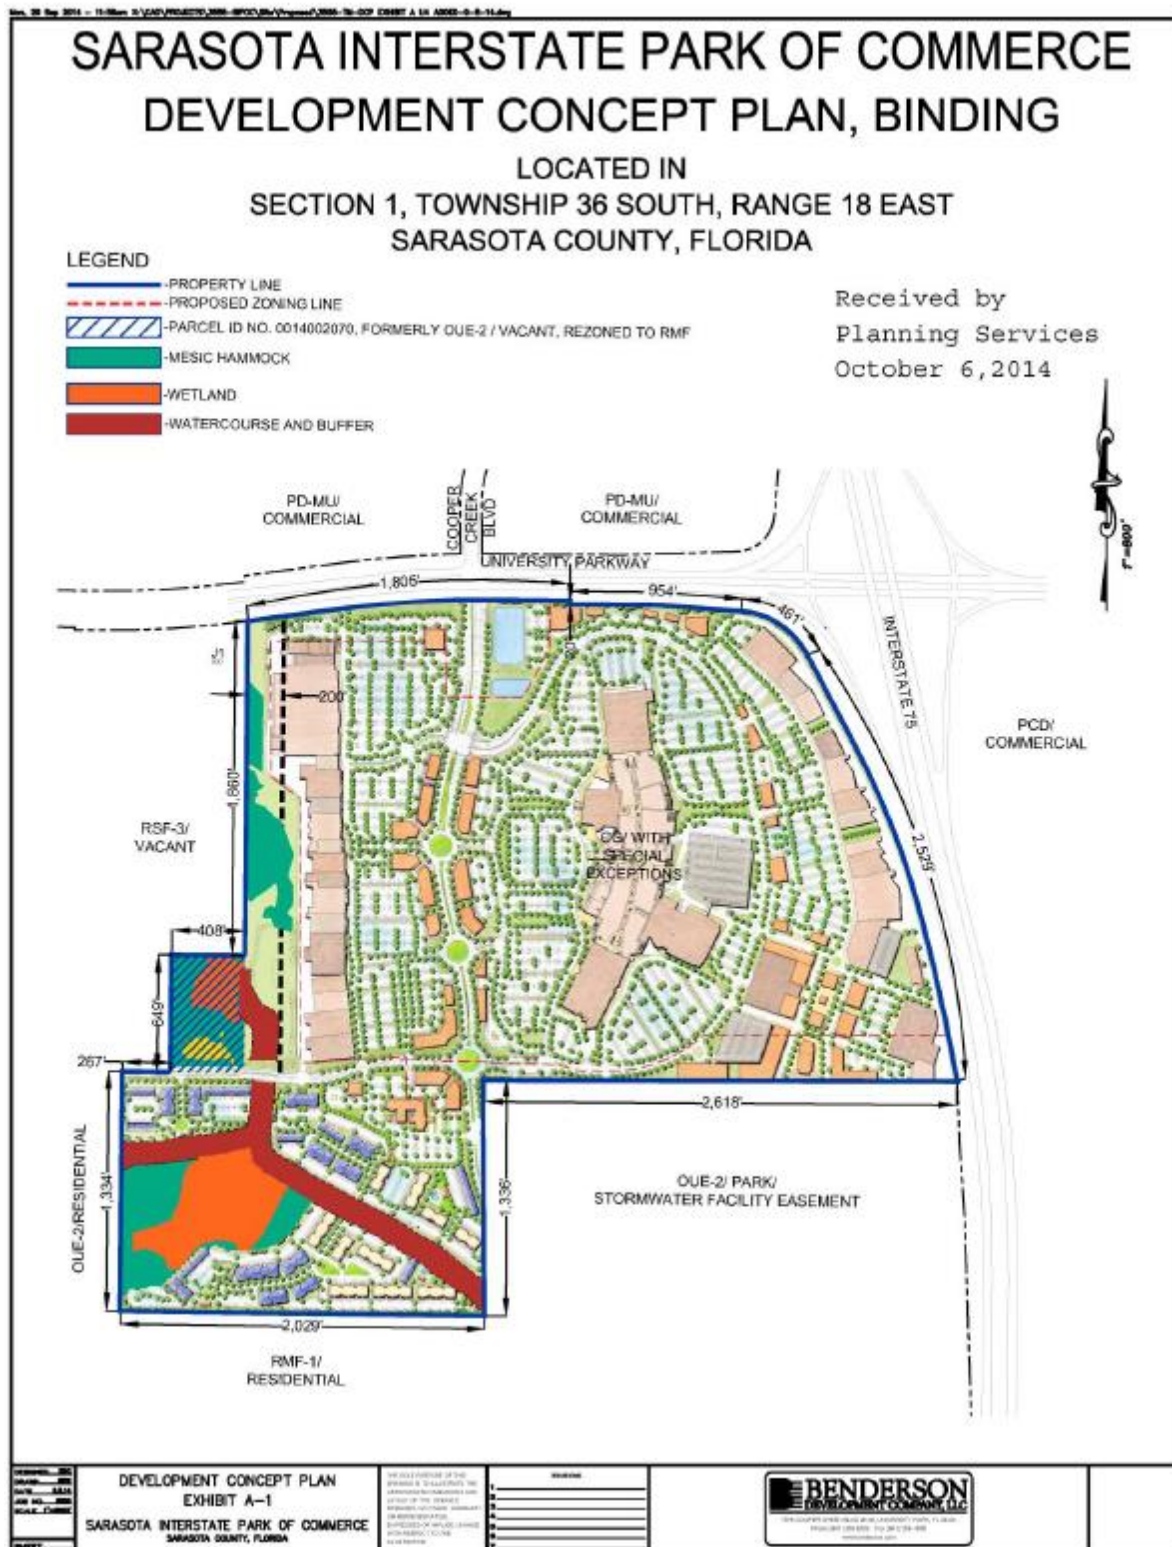 SARASOTA INTERSTATE PARK OF COMMERCE
DEVELOPMENT CONCEPT PLAN, BINDING
LOCATED IN
SECTION 1, TOWNSHIP 36 SOUTH, RANGE 18 EAST
SARASOTA COUNTY, FLORIDA
LEGEND
-PROPERTY LINE
-PROPOSED ZONING LINE
-PARCEL ID NO. 0014002070, FORMERLY OUE-2 / VACANT, REZONED TO RMF
-MESIC HAMMOCK
-WETLAND
-WATERCOURSE AND BUFFER
Received by
Planning Services
October 6,2014
1"=800'
PD-MU/
COMMERCIAL
COOPER
CREEK
BLVD
PD-MU/
COMMERCIAL
UNIVERSITY PARKWAY
1,805'
954'
461'
INTERSTATE 75
200'
PCD/
COMMERCIAL
1,860'
RSF-3/
VACANT
CG/ WITH
SPECIAL
EXCEPTIONS
2,529'
408'
649'
267'
2,618'
OUE-2/RESIDENTIAL
1,334'
1,336'
OUE-2/ PARK/
STORMWATER FACILITY EASEMENT
2,029'
RMF-1/
RESIDENTIAL
DEVELOPMENT CONCEPT PLAN
EXHIBIT A-1
SARASOTA INTERSTATE PARK OF COMMERCE
SARASOTA COUNTY, FLORIDA
BENDERSON
DEVELOPMENT COMPANY, LLC